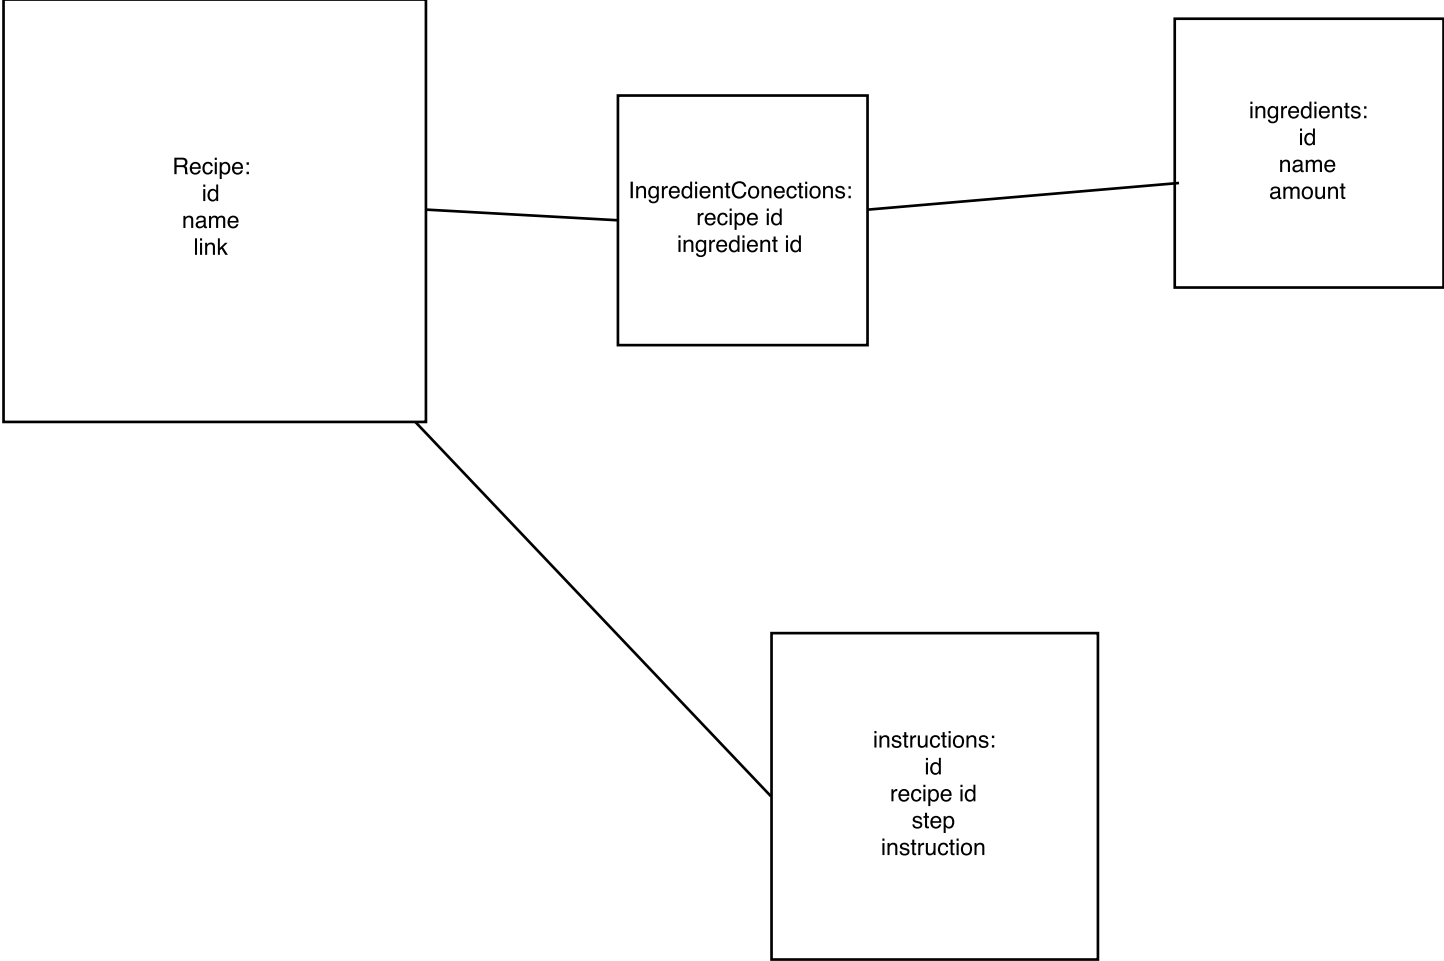 Recipe:
id
name
link
IngredientConections:
recipe id
ingredient id
ingredients:
id
name
amount
instructions:
id
recipe id
step
instruction